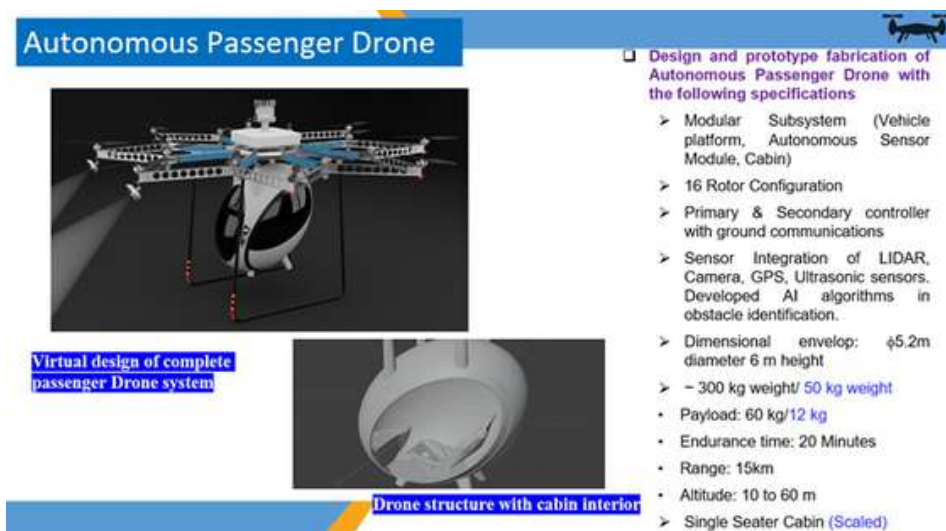 Autonomous Passenger Drone
Virtual design of complete
passenger Drone system
Drone structure with cabin interior
❑ Design and prototype fabrication of
Autonomous Passenger Drone with
the following specifications
➢ Modular Subsystem (Vehicle
platform, Autonomous Sensor
Module, Cabin)
➢ 16 Rotor Configuration
➢ Primary & Secondary controller
with ground communications
➢ Sensor Integration of LIDAR,
Camera, GPS, Ultrasonic sensors.
Developed AI algorithms in
obstacle identification.
➢ Dimensional envelop: ϕ5.2m
diameter 6 m height
➢ ~ 300 kg weight/ 50 kg weight
• Payload: 60 kg/12 kg
• Endurance time: 20 Minutes
• Range: 15km
• Altitude: 10 to 60 m
➢ Single Seater Cabin (Scaled)